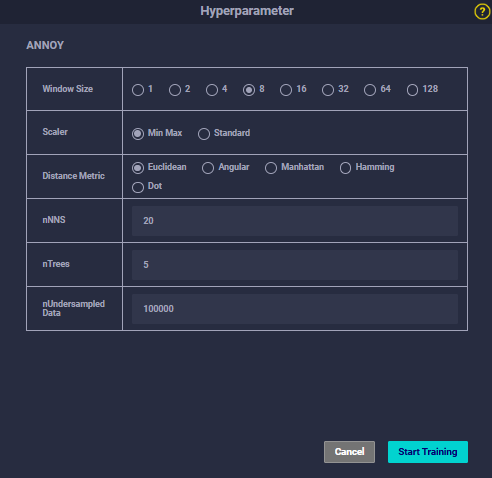 Hyperparameter
?
ANNOY
Window Size 1 2 4 8 16 32 64 128
Scaler Min Max Standard
Distance Metric Euclidean Angular Manhattan Hamming
Dot
nNNS 20
nTrees 5
nUndersampled
Data 100000
Cancel Start Training